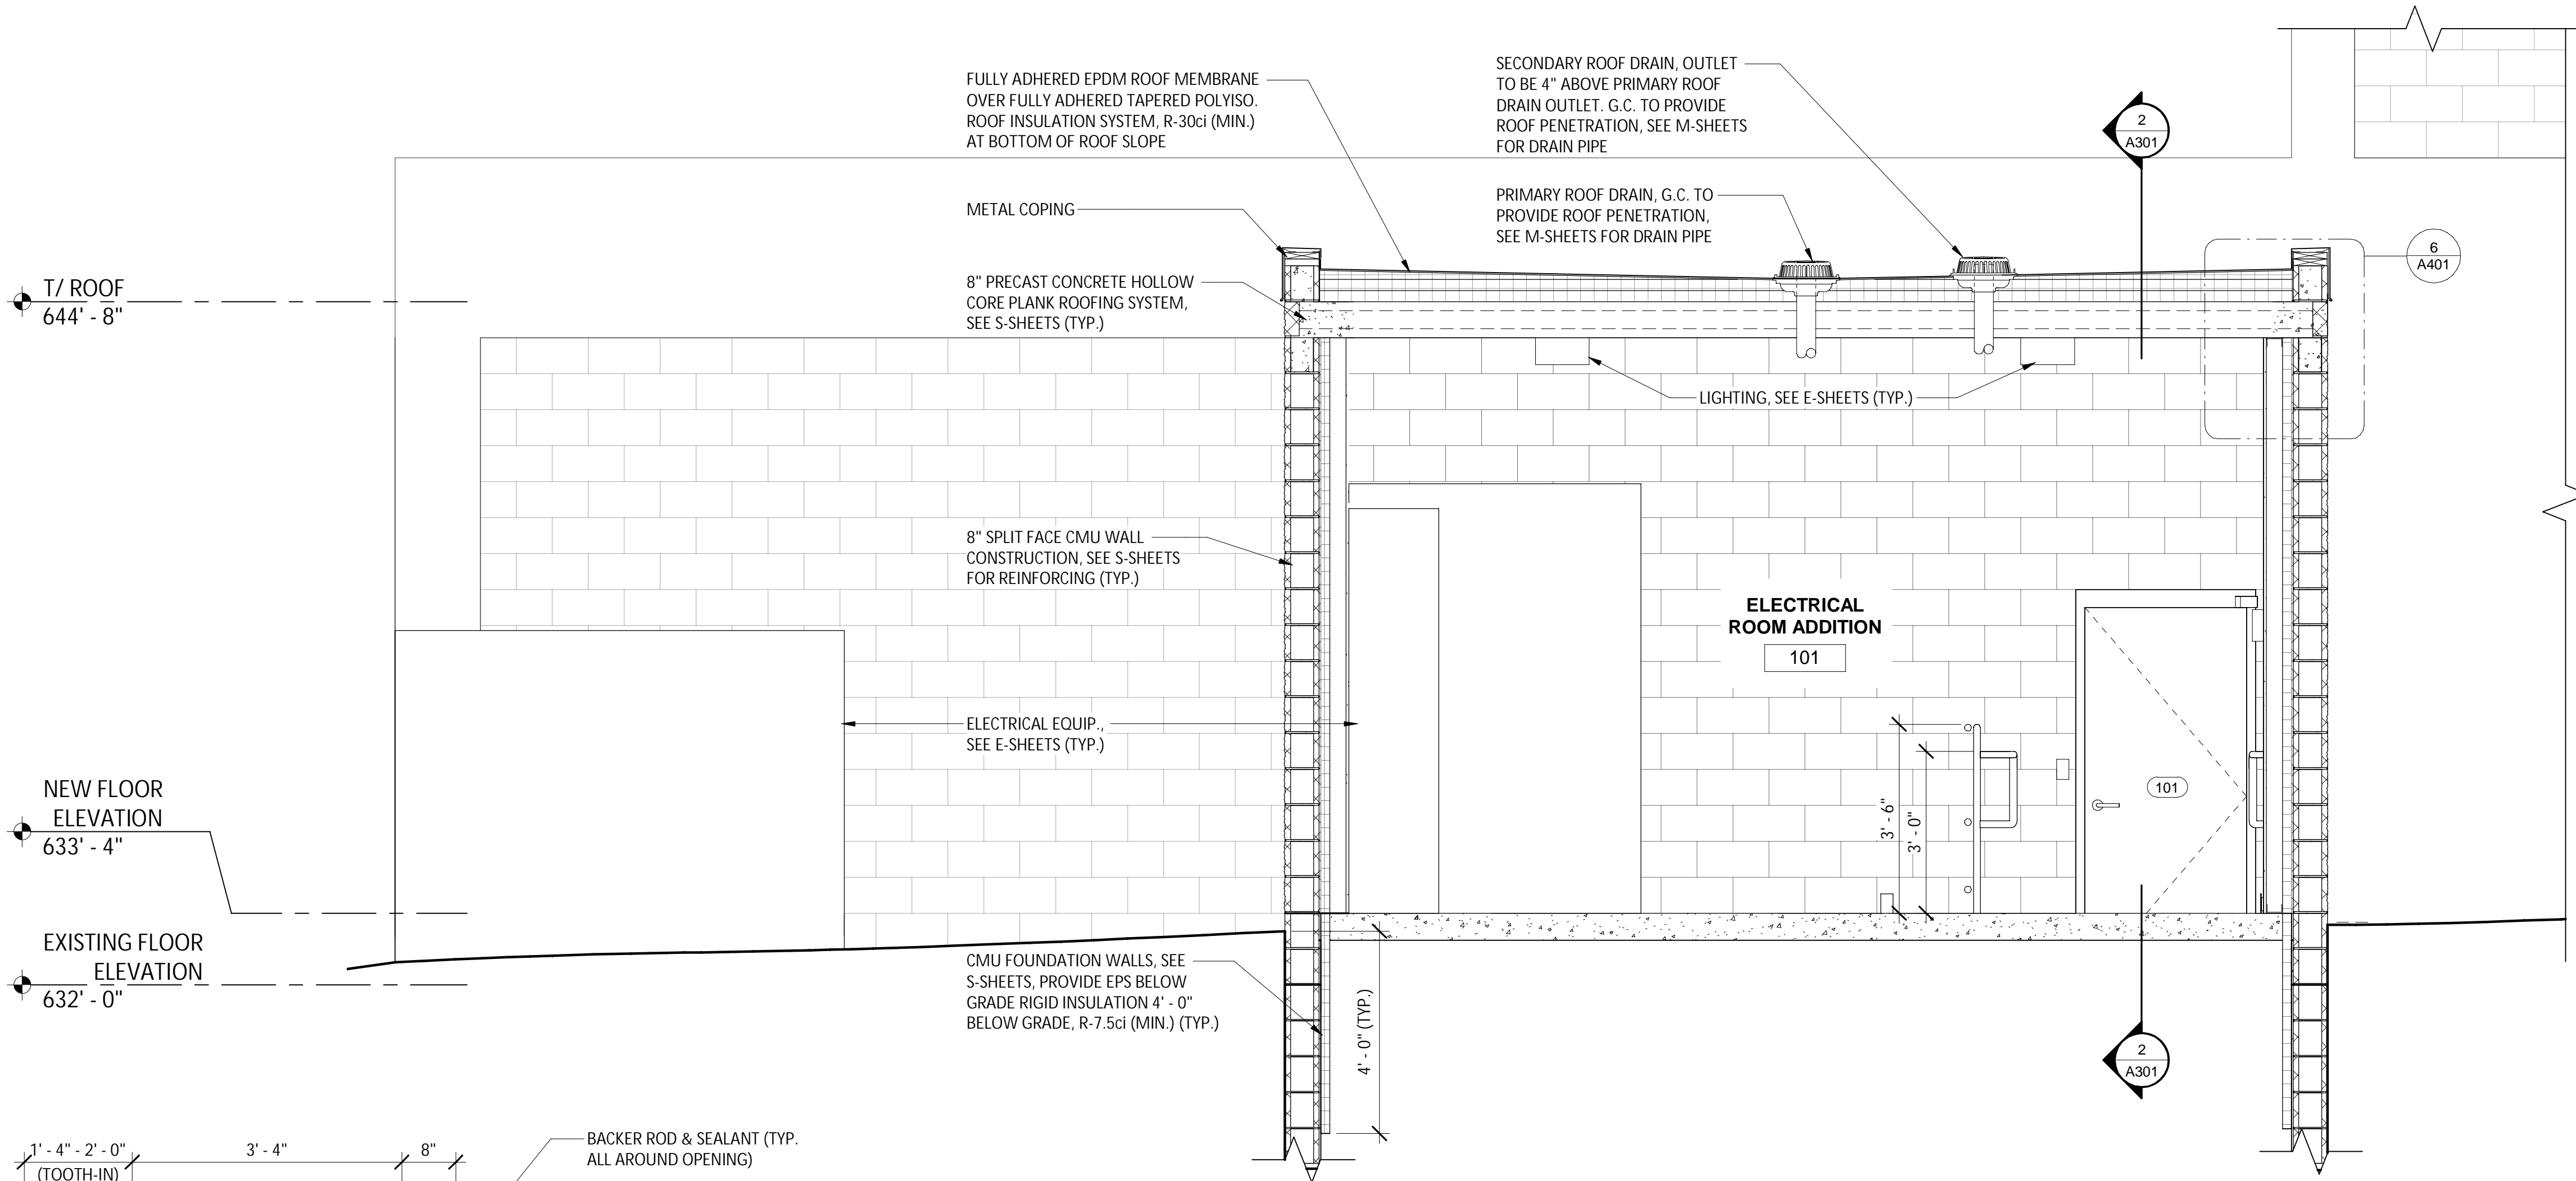 FULLY ADHERED EPDM ROOF MEMBRANE
OVER FULLY ADHERED TAPERED POLYISO.
ROOF INSULATION SYSTEM, R-30ci (MIN.)
AT BOTTOM OF ROOF SLOPE
SECONDARY ROOF DRAIN, OUTLET
TO BE 4" ABOVE PRIMARY ROOF
DRAIN OUTLET. G.C. TO PROVIDE
ROOF PENETRATION, SEE M-SHEETS
FOR DRAIN PIPE
2
A301
METAL COPING
PRIMARY ROOF DRAIN, G.C. TO
PROVIDE ROOF PENETRATION,
SEE M-SHEETS FOR DRAIN PIPE
6
A401
T/ ROOF
644' - 8"
8" PRECAST CONCRETE HOLLOW
CORE PLANK ROOFING SYSTEM,
SEE S-SHEETS (TYP.)
LIGHTING, SEE E-SHEETS (TYP.)
8" SPLIT FACE CMU WALL
CONSTRUCTION, SEE S-SHEETS
FOR REINFORCING (TYP.)
ELECTRICAL
ROOM ADDITION
101
ELECTRICAL EQUIP.,
SEE E-SHEETS (TYP.)
3' - 6"
3' - 0"
101
NEW FLOOR
ELEVATION
633' - 4"
EXISTING FLOOR
ELEVATION
632' - 0"
CMU FOUNDATION WALLS, SEE
S-SHEETS, PROVIDE EPS BELOW
GRADE RIGID INSULATION 4' - 0"
BELOW GRADE, R-7.5ci (MIN.) (TYP.)
4' - 0" (TYP.)
2
A301
1' - 4" - 2' - 0"
(TOOTH-IN)
3' - 4"
8"
BACKER ROD & SEALANT (TYP.
ALL AROUND OPENING)